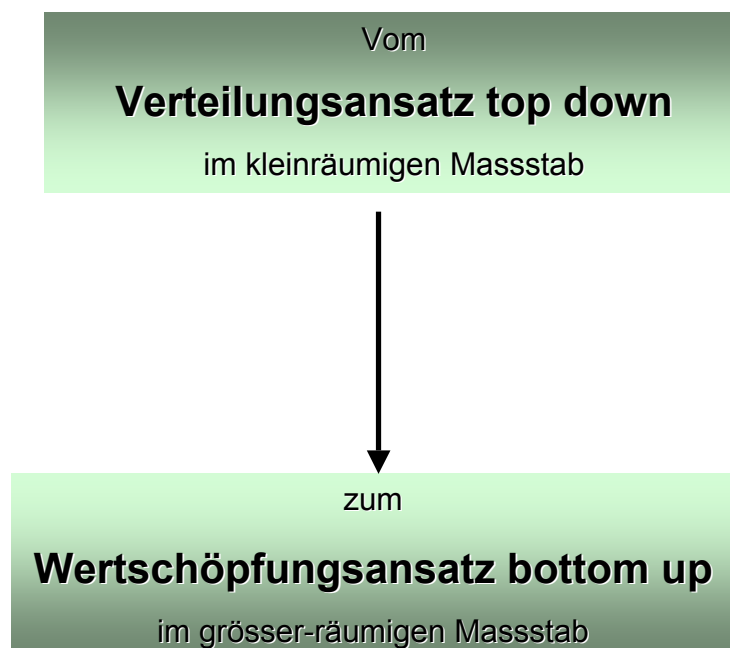 Vom
Verteilungsansatz top down
im kleinräumigen Massstab
zum
Wertschöpfungsansatz bottom up
im grösser-räumigen Massstab